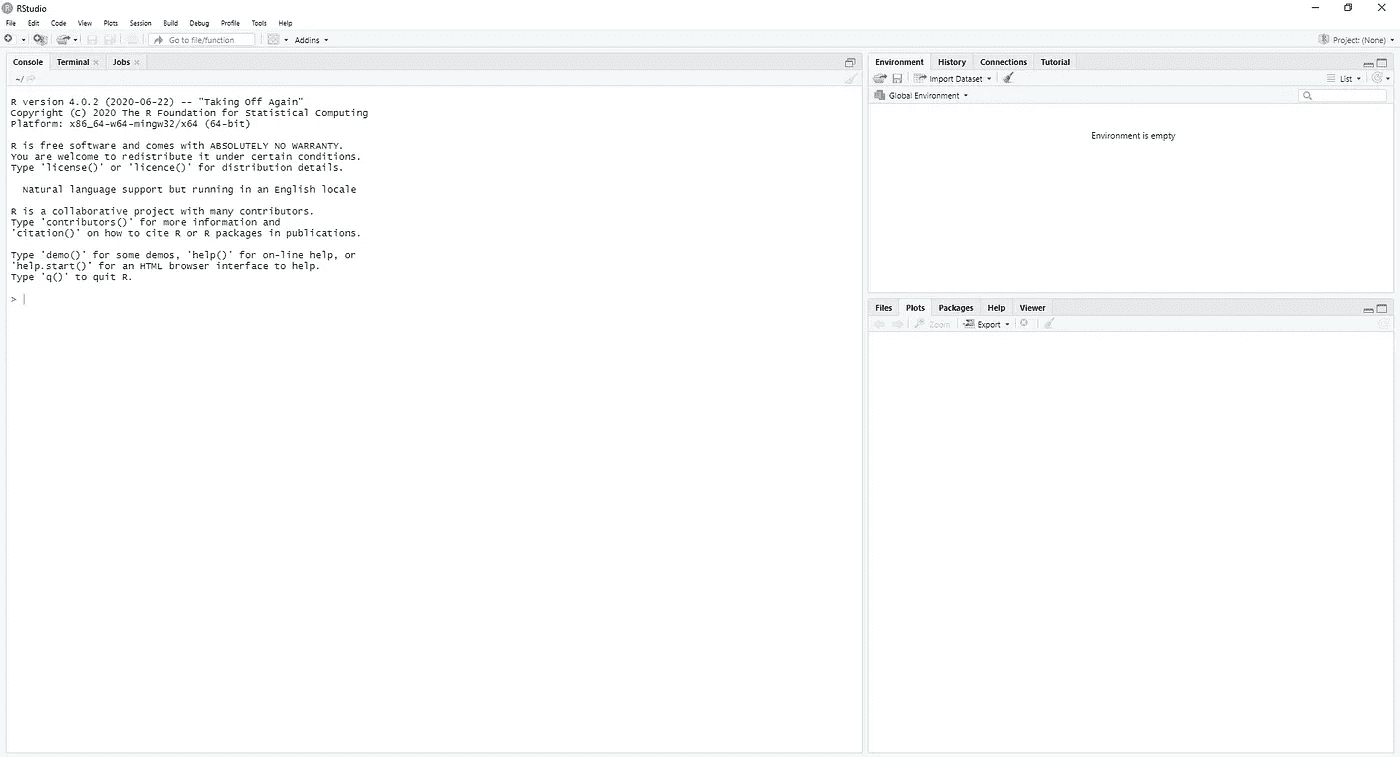 RStudio
File Edit Code View Plots Session Build Debug Profile Tools Help
Go to file/function Addins Project: (None)
Console Terminal Jobs
~/
R version 4.0.2 (2020-06-22) -- "Taking Off Again"
Copyright (C) 2020 The R Foundation for Statistical Computing
Platform: x86_64-w64-mingw32/x64 (64-bit)
R is free software and comes with ABSOLUTELY NO WARRANTY.
You are welcome to redistribute it under certain conditions.
Type 'license()' or 'licence()' for distribution details.
Natural language support but running in an English locale
R is a collaborative project with many contributors.
Type 'contributors()' for more information and
'citation()' on how to cite R or R packages in publications.
Type 'demo()' for some demos, 'help()' for on-line help, or
'help.start()' for an HTML browser interface to help.
Type 'q()' to quit R.
>
Environment History Connections Tutorial
Import Dataset List
Global Environment
Environment is empty
Files Plots Packages Help Viewer
Zoom Export